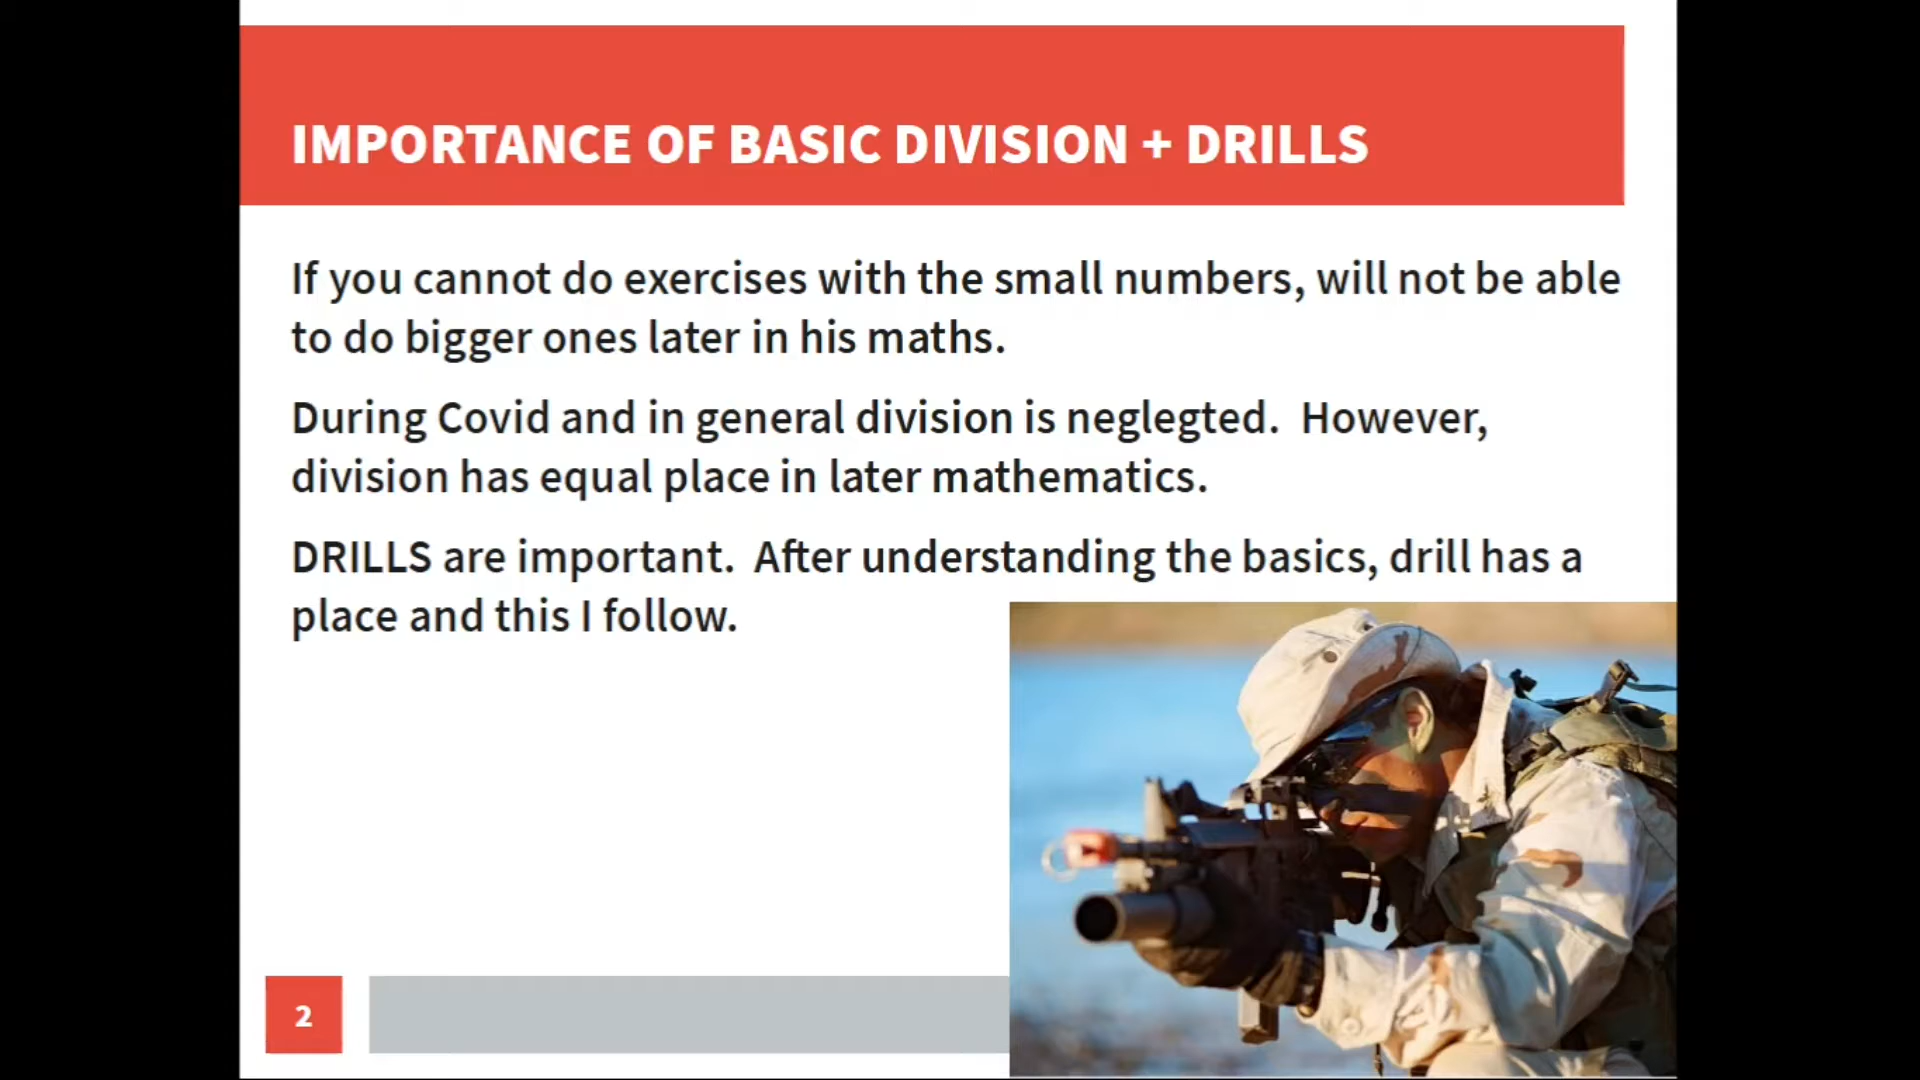 IMPORTANCE OF BASIC DIVISION + DRILLS
If you cannot do exercises with the small numbers, will not be able
to do bigger ones later in his maths.
During Covid and in general division is neglegted.  However,
division has equal place in later mathematics.
DRILLS are important.  After understanding the basics, drill has a
place and this I follow.
2